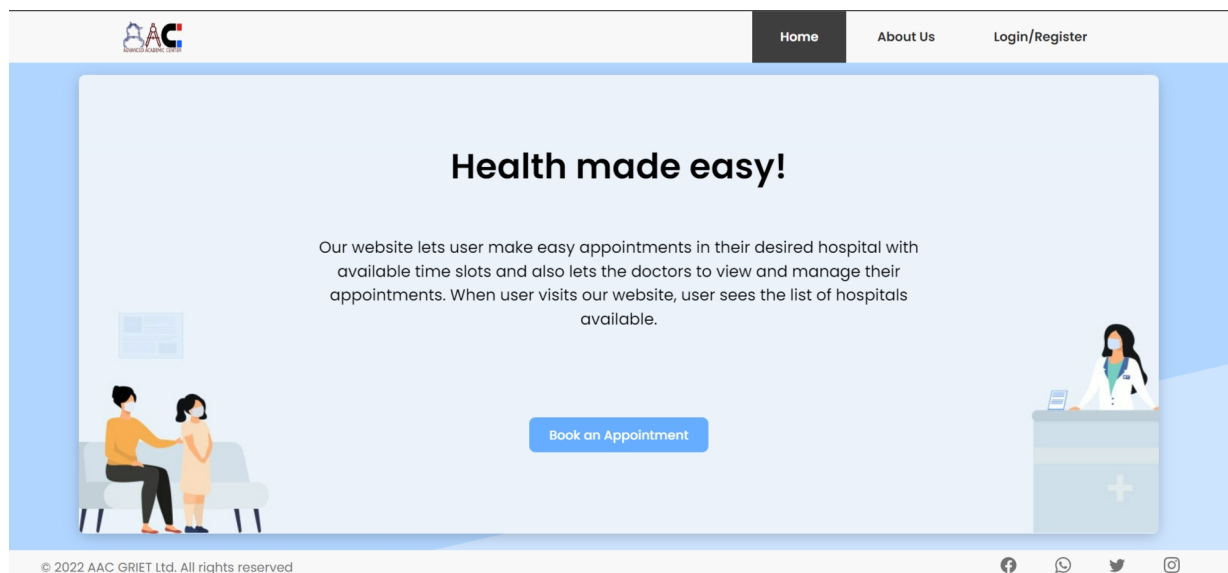 AAC
ADVANCED ACADEMIC CENTER
Home
About Us
Login/Register
Health made easy!
Our website lets user make easy appointments in their desired hospital with
available time slots and also lets the doctors to view and manage their
appointments. When user visits our website, user sees the list of hospitals
available.
Book an Appointment
© 2022 AAC GRIET Ltd. All rights reserved